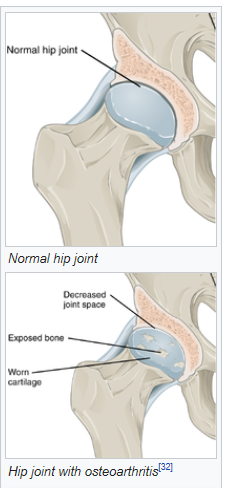 Normal hip joint
Normal hip joint
Decreased
joint space
Exposed bone
Worn
cartilage
Hip joint with osteoarthritis[32]